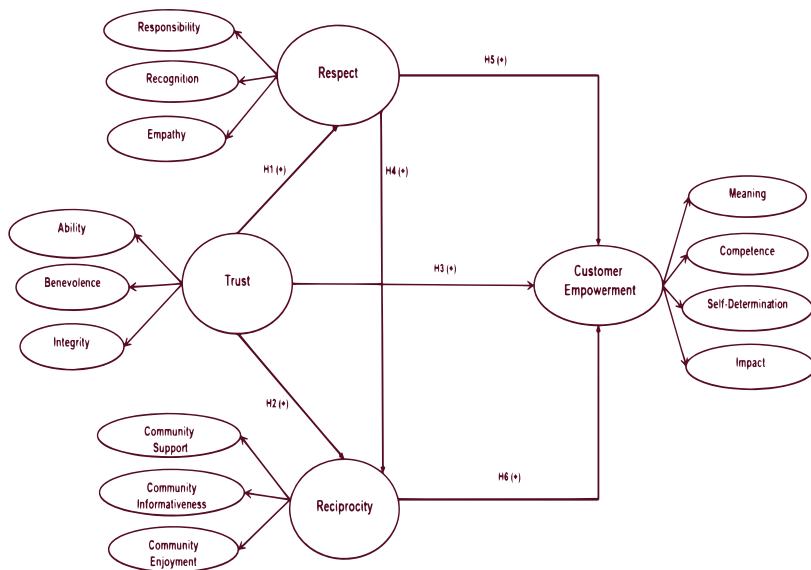 Responsibility
Respect
H5 (+)
Recognition
Empathy
H1 (+)
H4 (+)
Meaning
Ability
Competence
Trust
H3 (+)
Customer
Empowerment
Benevolence
Self-Determination
Integrity
Impact
H2 (+)
Community
Support
Community
Informativeness
Reciprocity
H6 (+)
Community
Enjoyment